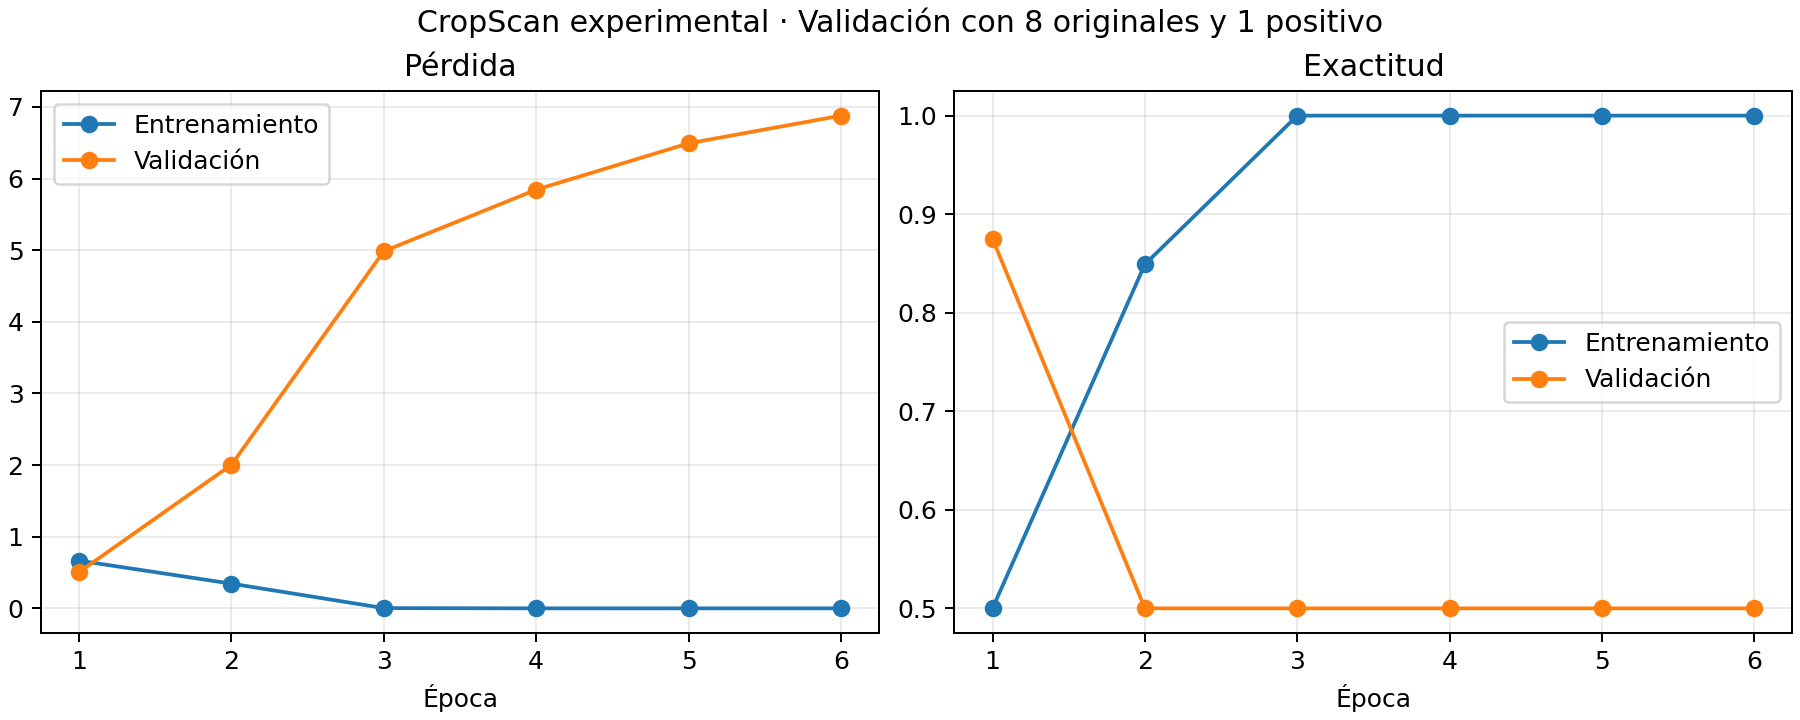 CropScan experimental · Validación con 8 originales y 1 positivo
Pérdida
7
6
5
4
3
2
1
0
Entrenamiento
Validación
1 2 3 4 5 6
Época
Exactitud
1.0
0.9
0.8
0.7
0.6
0.5
Entrenamiento
Validación
1 2 3 4 5 6
Época